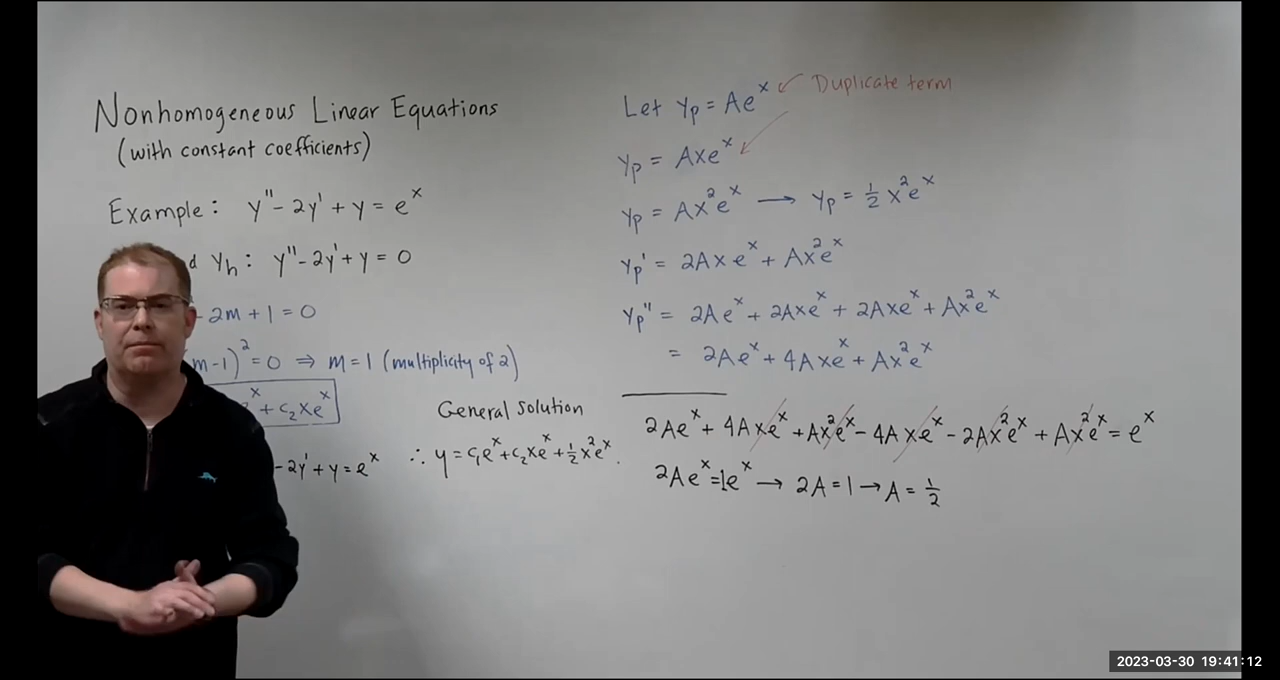 Nonhomogeneous Linear Equations
(with constant coefficients)
Example: y'' - 2y' + y = e^x
d y_h: y'' - 2y' + y = 0
- 2m + 1 = 0
m-1)^2 = 0 ⇒ m = 1 (multiplicity of 2)
^x + c_2xe^x
- 2y' + y = e^x
General Solution
∴ y = c_1e^x + c_2xe^x + 1/2 x^2e^x.
Let y_p = Ae^x ↙ Duplicate term
y_p = Axe^x
y_p = Ax^2e^x → y_p = 1/2 x^2e^x
y_p' = 2Axe^x + Ax^2e^x
y_p'' = 2Ae^x + 2Axe^x + 2Axe^x + Ax^2e^x
= 2Ae^x + 4Axe^x + Ax^2e^x
2Ae^x + 4Axe^x + Ax^2e^x - 4Axe^x - 2Ax^2e^x + Ax^2e^x = e^x
2Ae^x = 1e^x → 2A = 1 → A = 1/2
2023-03-30 19:41:12